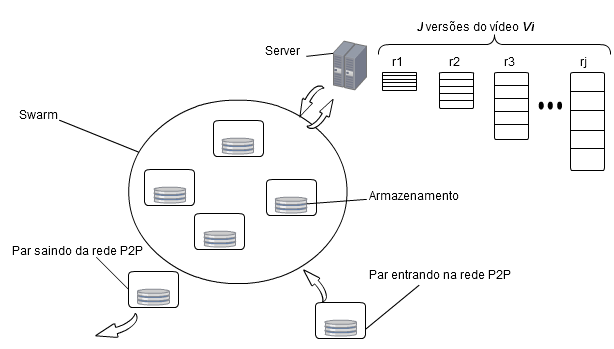 J versões do vídeo Vi
Server
r1 r2 r3 rj
Swarm
Armazenamento
Par saindo da rede P2P
Par entrando na rede P2P